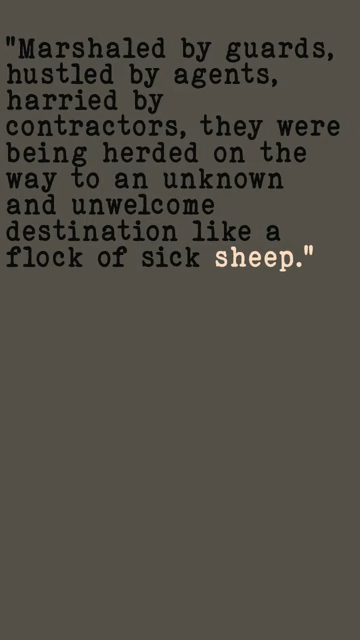 "Marshaled by guards,
hustled by agents,
harried by
contractors, they were
being herded on the
way to an unknown
and unwelcome
destination like a
flock of sick sheep."